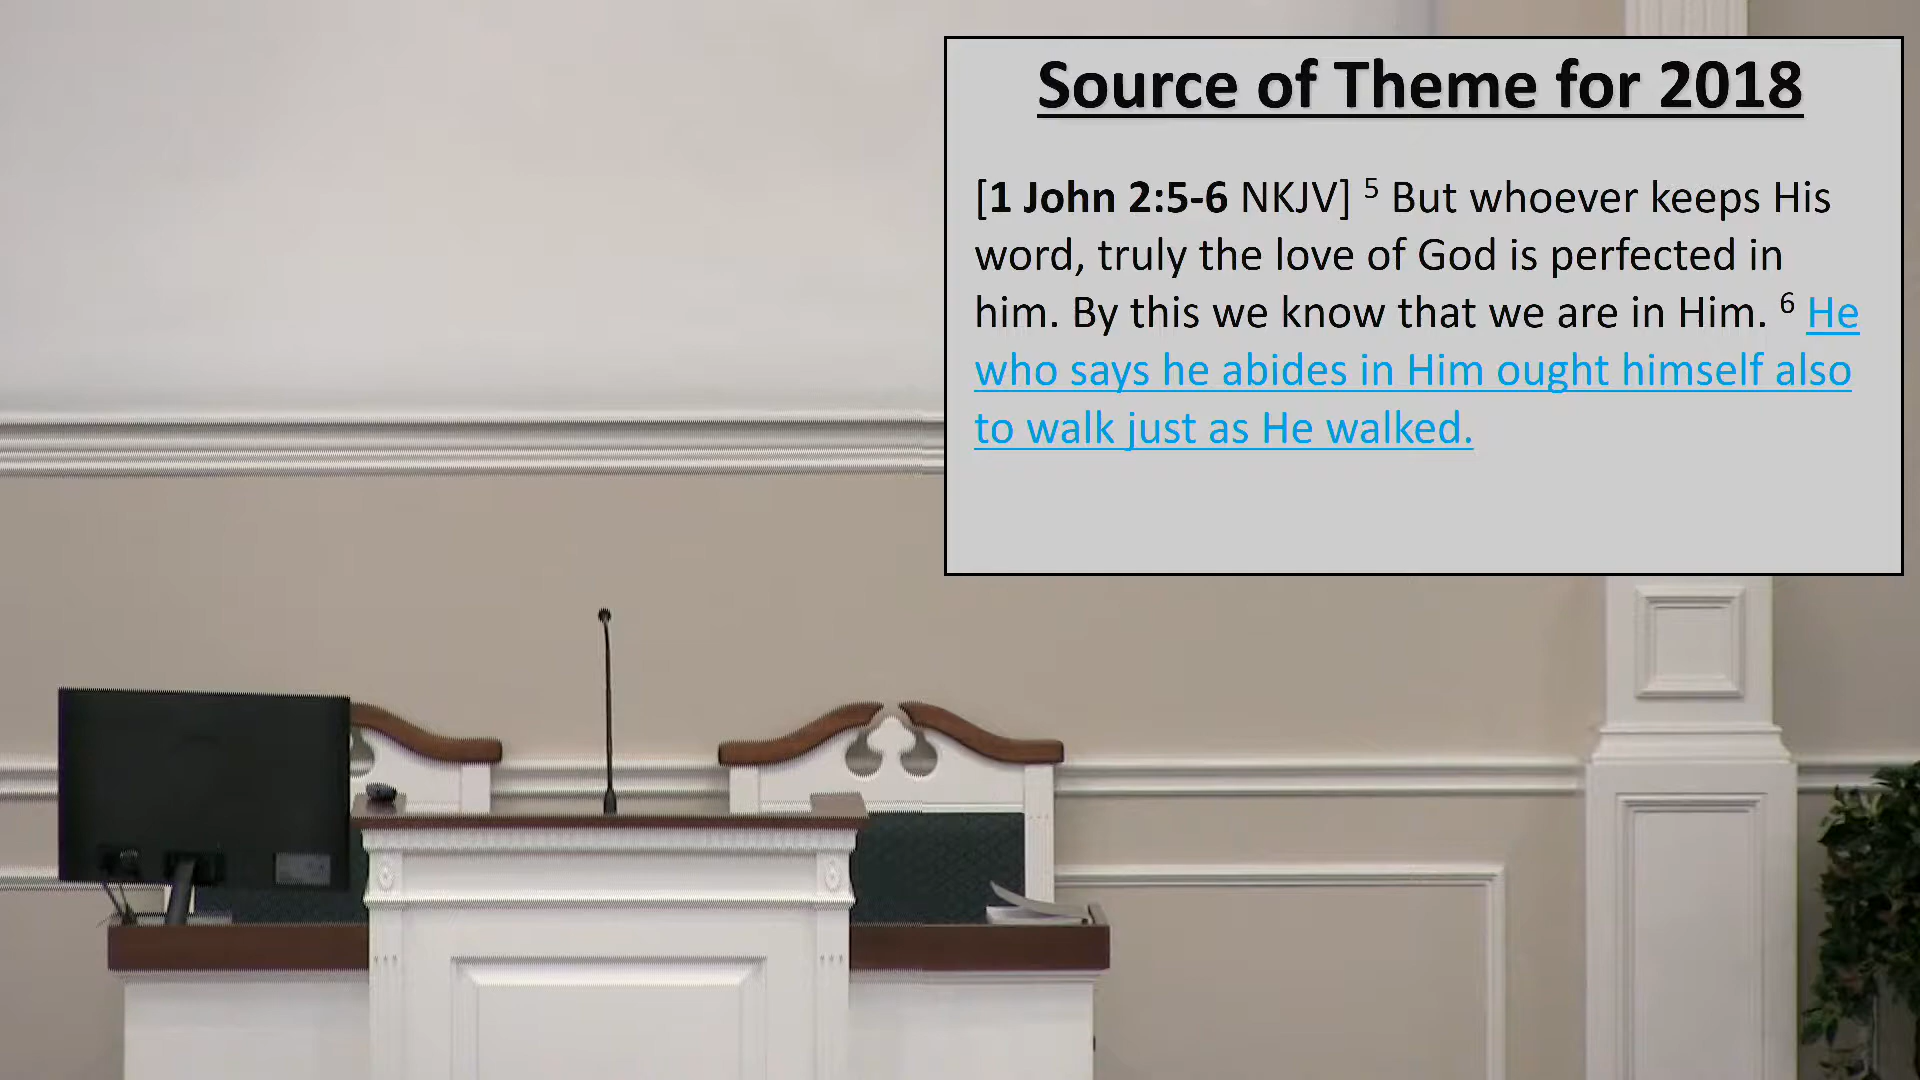 Source of Theme for 2018
[1 John 2:5-6 NKJV] 5 But whoever keeps His
word, truly the love of God is perfected in
him. By this we know that we are in Him. 6 He
who says he abides in Him ought himself also
to walk just as He walked.